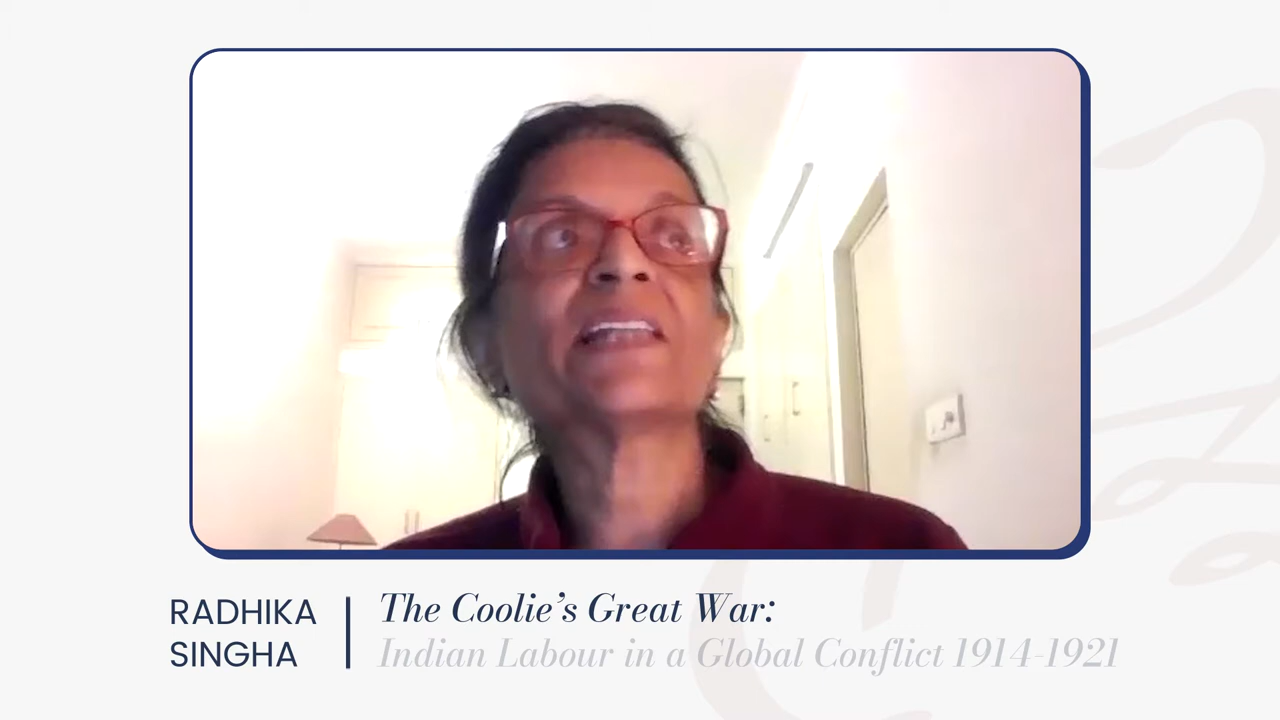 RADHIKA
SINGHA
The Coolie’s Great War:
Indian Labour in a Global Conflict 1914-1921